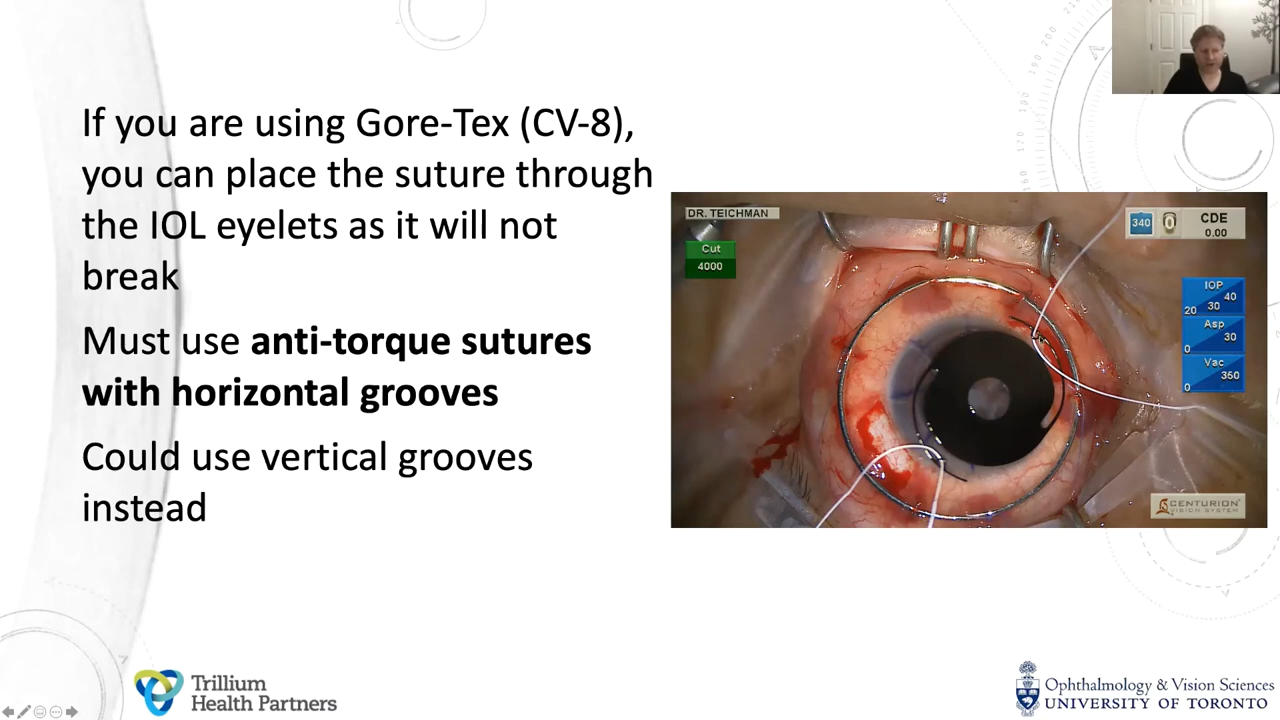 If you are using Gore-Tex (CV-8),
you can place the suture through
the IOL eyelets as it will not
break
Must use anti-torque sutures
with horizontal grooves
Could use vertical grooves
instead
DR. TEICHMAN
Cut
4000
340
CDE
0.00
IOP
20 30 40
Asp
0 30
Vac
0 350
CENTURION
VISION SYSTEM
Trillium
Health Partners
Ophthalmology & Vision Sciences
UNIVERSITY OF TORONTO